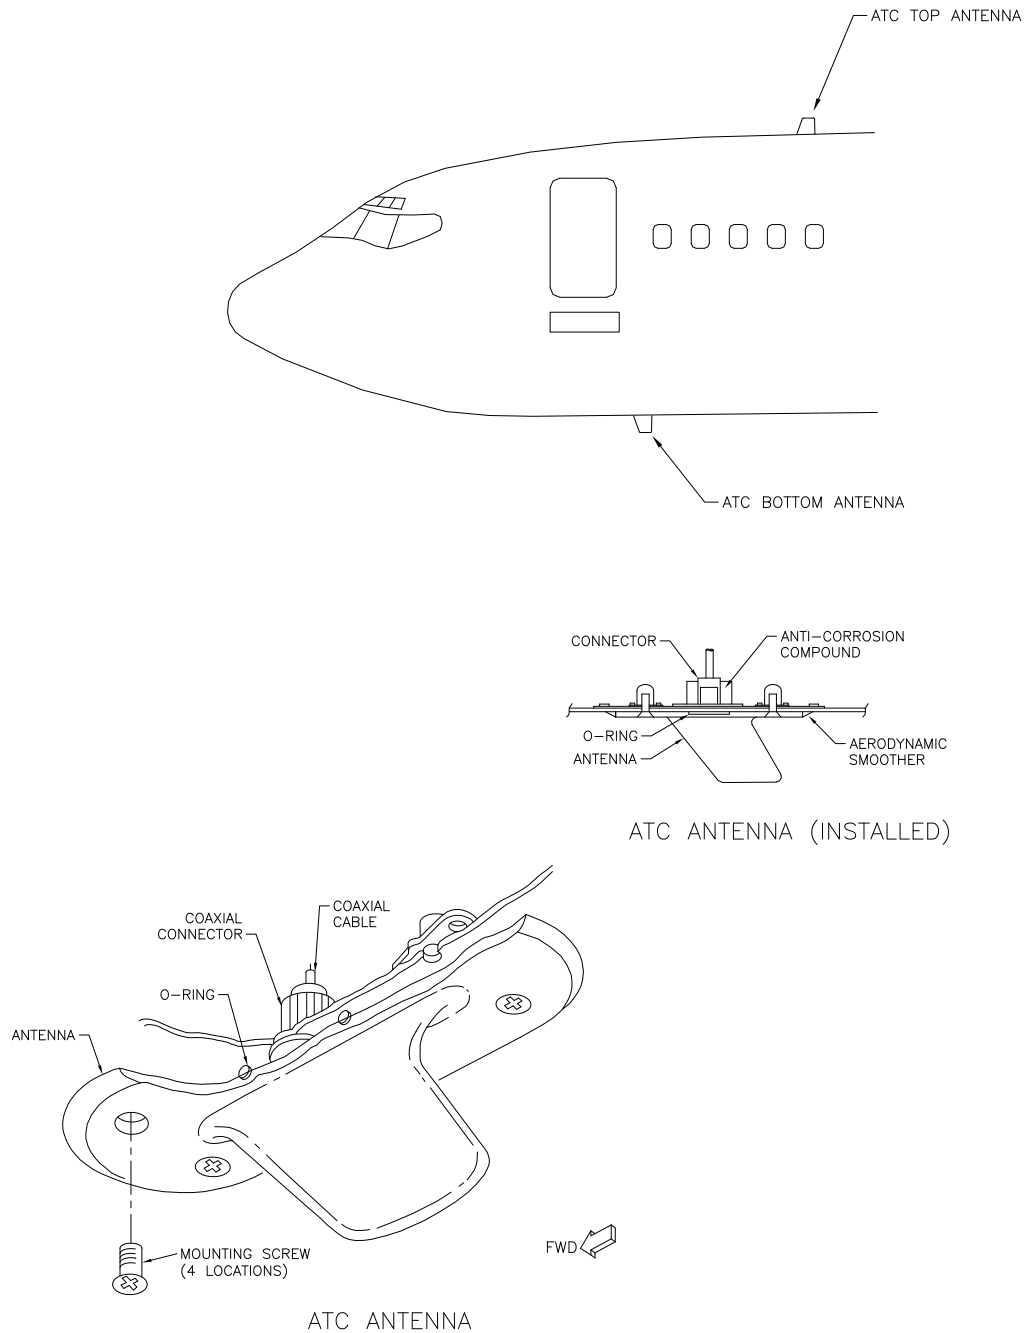 ATC TOP ANTENNA
ATC BOTTOM ANTENNA
CONNECTOR
ANTI-CORROSION
COMPOUND
O-RING
ANTENNA
AERODYNAMIC
SMOOTHER
ATC ANTENNA (INSTALLED)
COAXIAL
CABLE
COAXIAL
CONNECTOR
O-RING
ANTENNA
MOUNTING SCREW
(4 LOCATIONS)
FWD
ATC ANTENNA